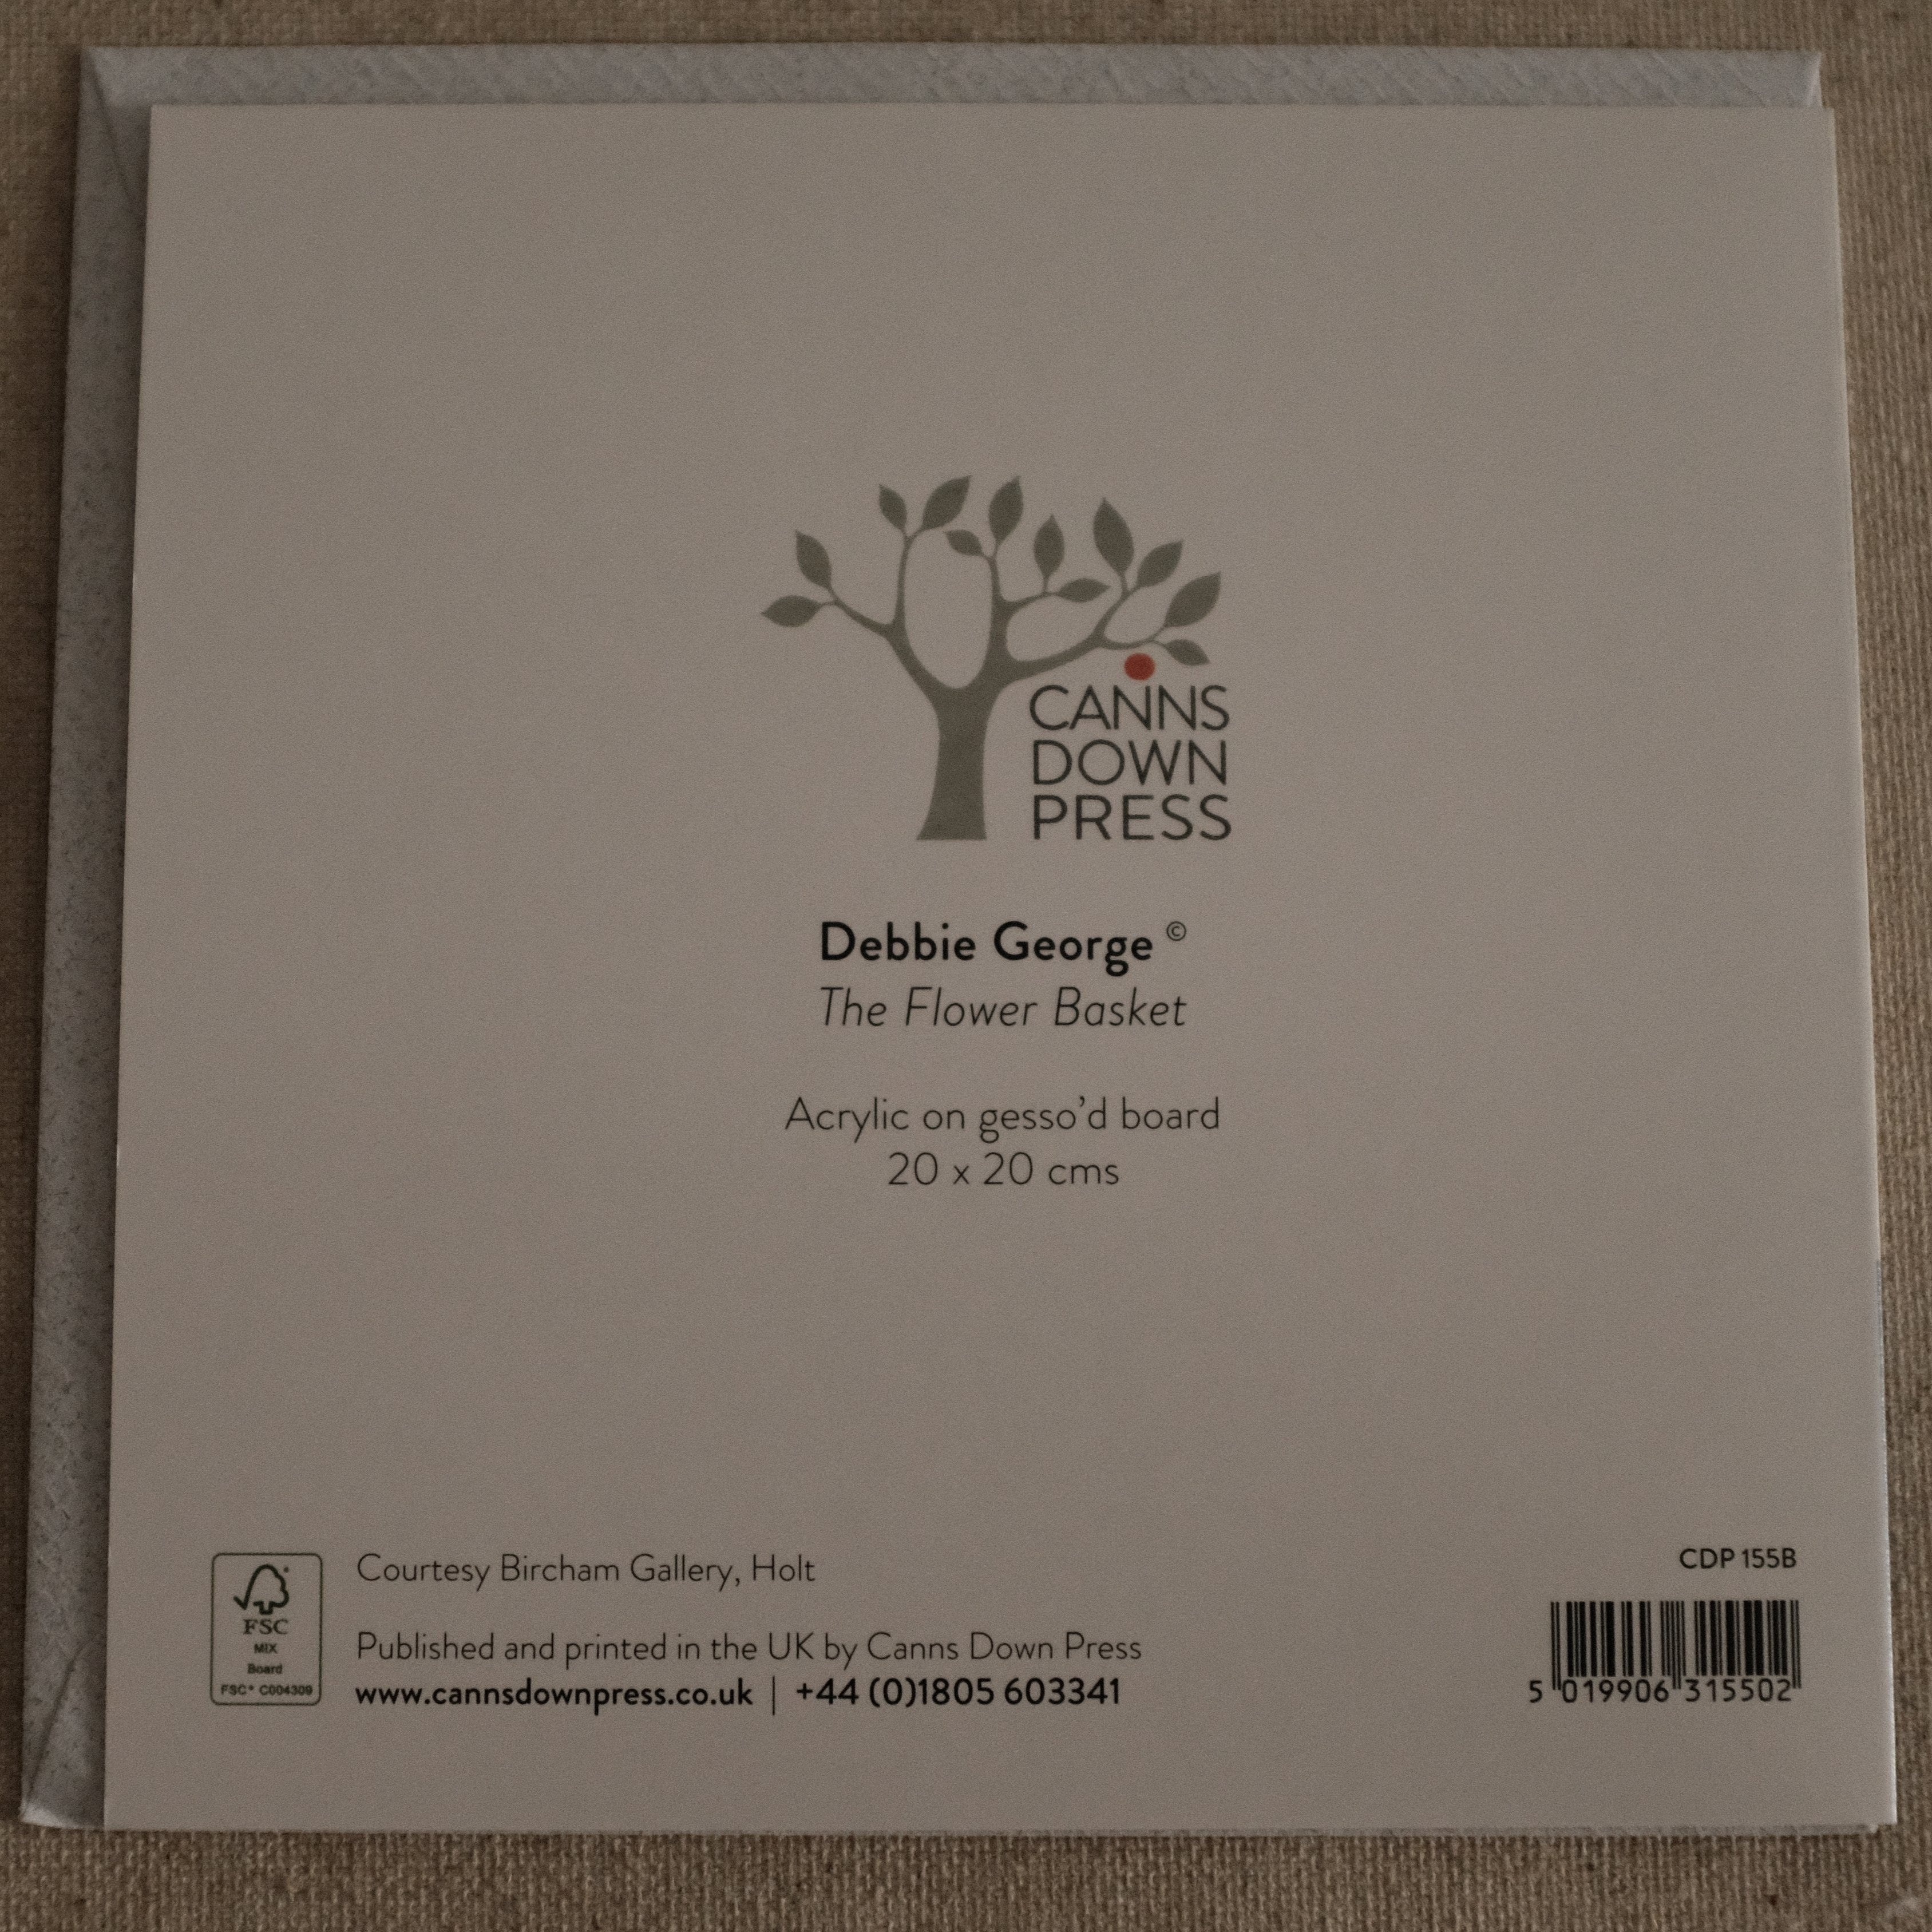 CANNS
DOWN
PRESS
Debbie George ©
The Flower Basket
Acrylic on gesso’d board
20 x 20 cms
FSC
MIX
Board
FSC® C004309
Courtesy Bircham Gallery, Holt
Published and printed in the UK by Canns Down Press
www.cannsdownpress.co.uk | +44 (0)1805 603341
CDP 155B
5 019906 315502